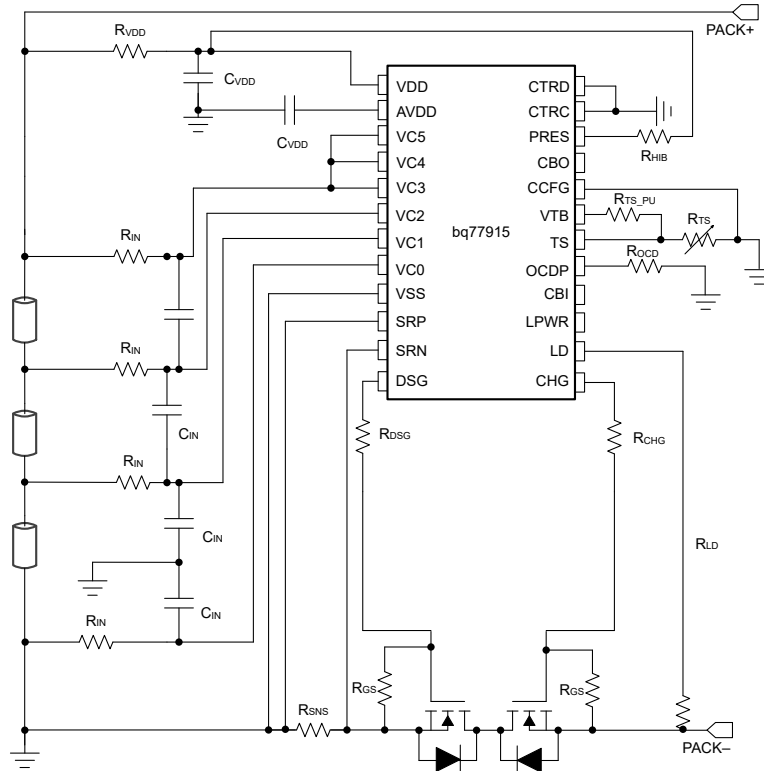 PACK+
RVDD
CVDD
CVDD
VDD
AVDD
VC5
VC4
VC3
VC2
VC1
VC0
VSS
SRP
SRN
DSG
bq77915
CTRD
CTRC
PRES
CBO
CCFG
VTB
TS
OCDP
CBI
LPWR
LD
CHG
RHIB
RTS_PU
RTS
ROCD
RIN
RIN
CIN
RIN
CIN
CIN
RIN
RDSG
RCHG
RLD
RGS
RGS
RSNS
PACK–